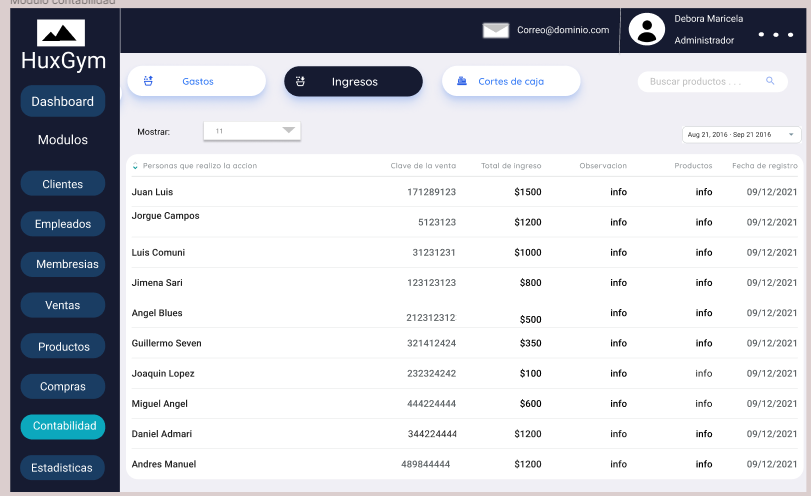 Modulo contabilidad
HuxGym
Correo@dominio.com
Debora Maricela
Administrador
Dashboard
Modulos
Clientes
Empleados
Membresias
Ventas
Productos
Compras
Contabilidad
Estadisticas
Gastos
Ingresos
Cortes de caja
Buscar productos . . .
Mostrar:
11
Aug 21, 2016 - Sep 21 2016
Personas que realizo la accion Clave de la venta Total de ingreso Observacion Productos Fecha de registro
Juan Luis 171289123 $1500 info info 09/12/2021
Jorgue Campos 5123123 $1200 info info 09/12/2021
Luis Comuni 31231231 $1000 info info 09/12/2021
Jimena Sari 123123123 $800 info info 09/12/2021
Angel Blues 212312312 $500 info info 09/12/2021
Guillermo Seven 321412424 $350 info info 09/12/2021
Joaquin Lopez 232324242 $100 info info 09/12/2021
Miguel Angel 444224444 $600 info info 09/12/2021
Daniel Admari 344224444 $1200 info info 09/12/2021
Andres Manuel 489844444 $1200 info info 09/12/2021